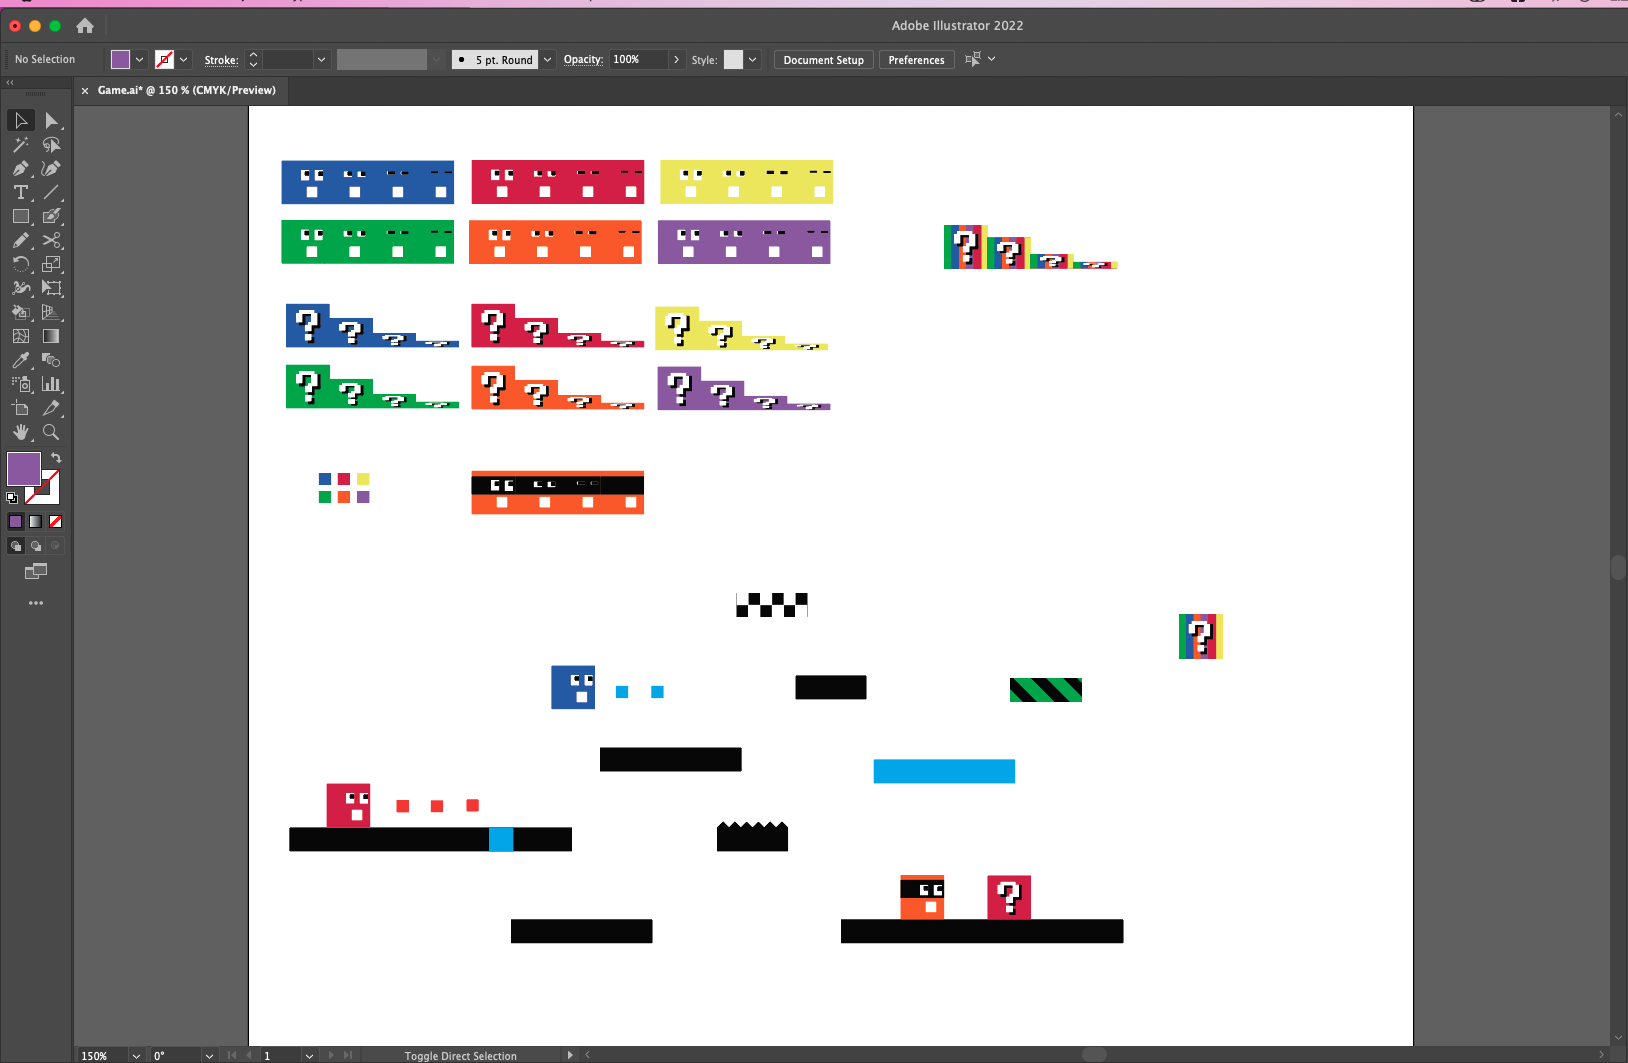 Adobe Illustrator 2022
No Selection
Stroke:
5 pt. Round
Opacity: 100%
Style:
Document Setup
Preferences
× Game.ai* @ 150 % (CMYK/Preview)
? ? ? ?
? ? ? ? ? ? ? ? ? ? ? ?
? ? ? ? ? ? ? ? ? ? ? ?
?
?
150% 0° 1 Toggle Direct Selection